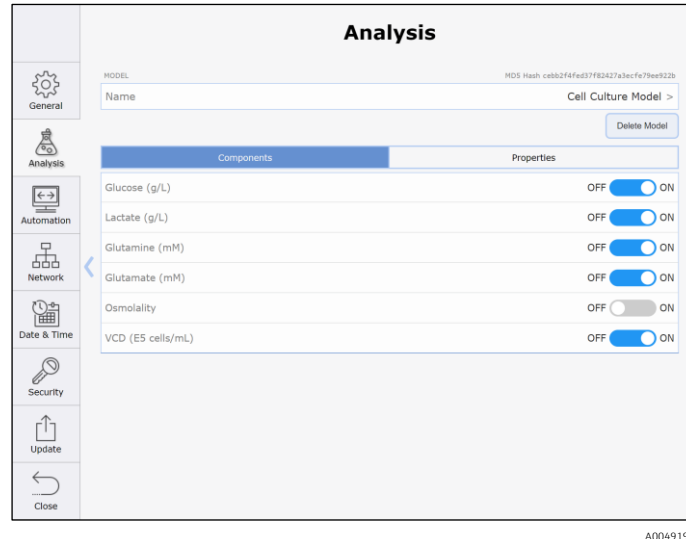 Analysis
MODEL
MD5 Hash cebb2f4fed37f82427a3ecfe79ee922b
Name
Cell Culture Model >
Delete Model
Components
Properties
Glucose (g/L) OFF ON
Lactate (g/L) OFF ON
Glutamine (mM) OFF ON
Glutamate (mM) OFF ON
Osmolality OFF ON
VCD (E5 cells/mL) OFF ON
General
Analysis
Automation
Network
Date & Time
Security
Update
Close